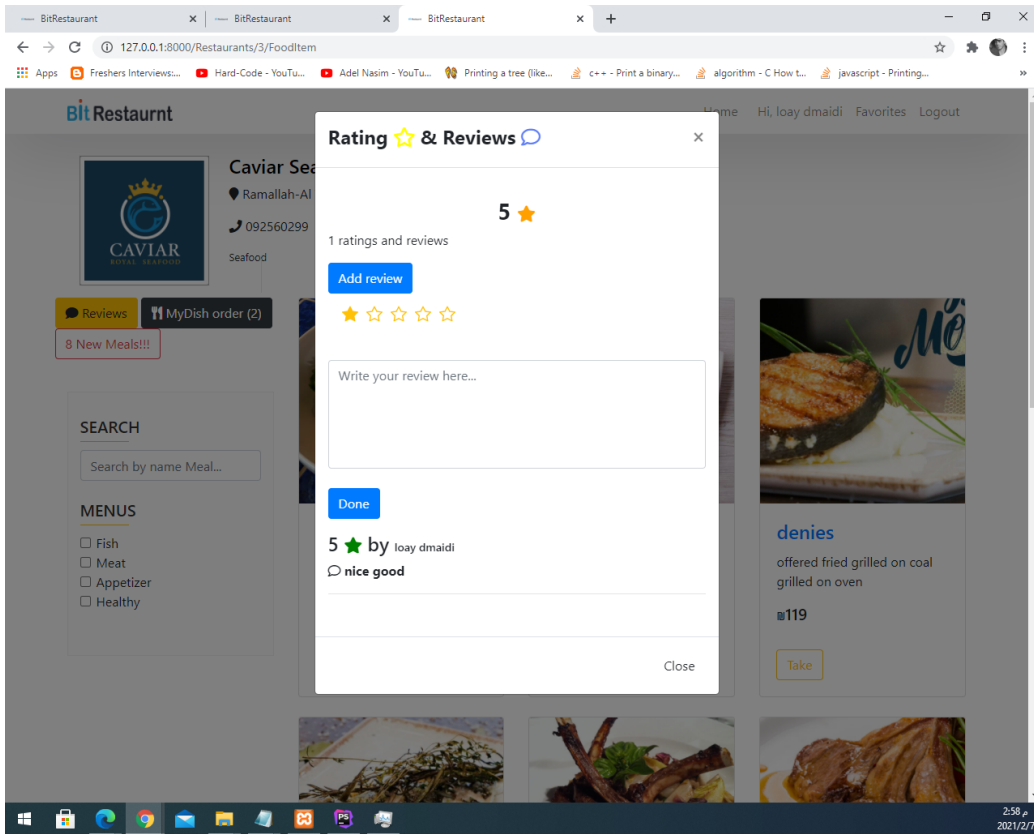 BitRestaurant
BitRestaurant
BitRestaurant
127.0.0.1:8000/Restaurants/3/FoodItem
Apps
Freshers Interviews:...
Hard-Code - YouTu...
Adel Nasim - YouTu...
Printing a tree (like...
c++ - Print a binary...
algorithm - C How t...
javascript - Printing...
»
Bit Restaurnt
Home
Hi, loay dmaidi
Favorites
Logout
CAVIAR
ROYAL SEAFOOD
Caviar Sea
Ramallah-Al
092560299
Seafood
Reviews
MyDish order (2)
8 New Meals!!!
SEARCH
Search by name Meal...
MENUS
Fish
Meat
Appetizer
Healthy
Rating & Reviews
×
5
1 ratings and reviews
Add review
Write your review here...
Done
5 by loay dmaidi
nice good
Close
denies
offered fried grilled on coal
grilled on oven
₪119
Take
2:58 م